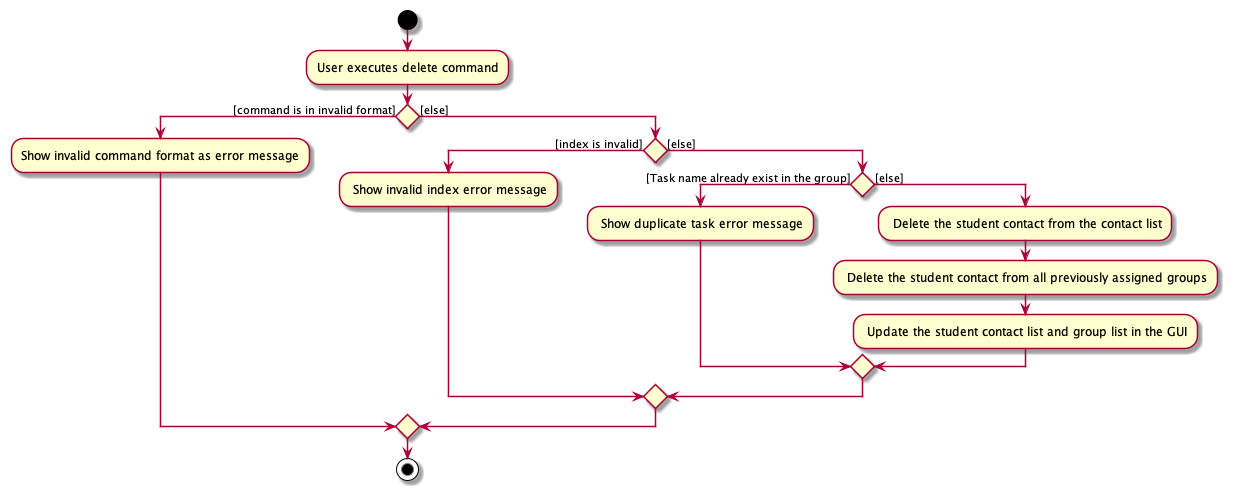 User executes delete command
[command is in invalid format]
[else]
Show invalid command format as error message
[index is invalid]
[else]
Show invalid index error message
[Task name already exist in the group]
[else]
Show duplicate task error message
Delete the student contact from the contact list
Delete the student contact from all previously assigned groups
Update the student contact list and group list in the GUI